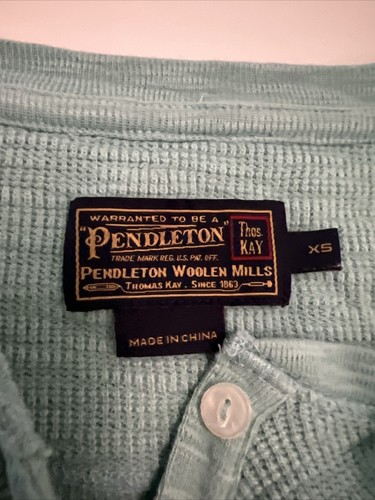 WARRANTED TO BE A
"PENDLETON"
Thos.
KAY
TRADE MARK REG. U.S. PAT. OFF.
PENDLETON WOOLEN MILLS
THOMAS KAY . SINCE 1863
XS
MADE IN CHINA